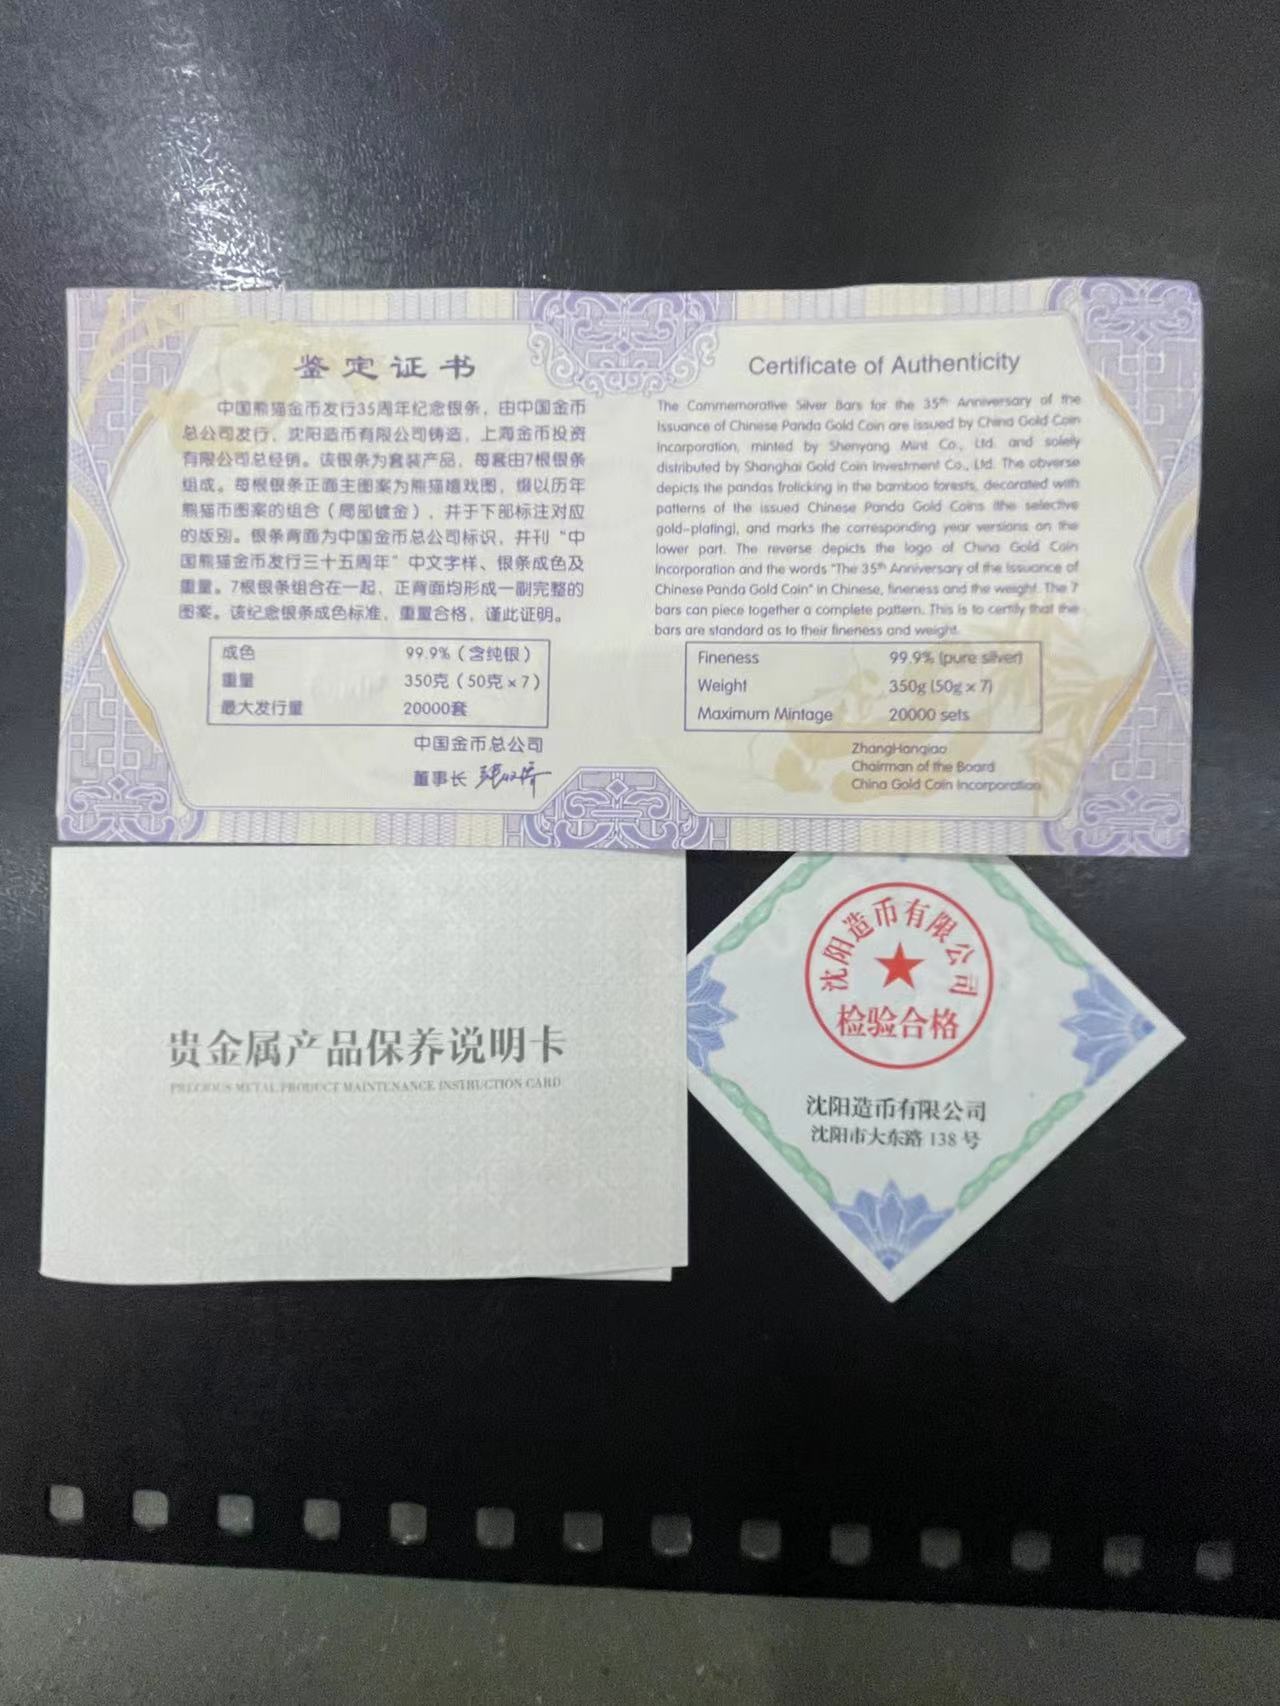 鉴定证书
中国熊猫金币发行35周年纪念银条，由中国金币
总公司发行，沈阳造币有限公司铸造，上海金币投资
有限公司总经销。该银条为套装产品，每套由7根银条
组成。每根银条正面主图案为熊猫嬉戏图，缀以历年
熊猫币图案的组合（局部镀金），并于下部标注对应
的版别。银条背面为中国金币总公司标识，并刊“中
国熊猫金币发行三十五周年”中文字样、银条成色及
重量。7根银条组合在一起，正背面均形成一副完整的
图案。该纪念银条成色标准，重量合格，谨此证明。
成色 99.9%（含纯银）
重量 350克（50克×7）
最大发行量 20000套
中国金币总公司
董事长 张汉桥
Certificate of Authenticity
The Commemorative Silver Bars for the 35th Anniversary of the
Issuance of Chinese Panda Gold Coin are issued by China Gold Coin
Incorporation, minted by Shenyang Mint Co., Ltd. and solely
distributed by Shanghai Gold Coin Investment Co., Ltd. The obverse
depicts the pandas frolicking in the bamboo forests, decorated with
patterns of the issued Chinese Panda Gold Coins (the selective
gold-plating), and marks the corresponding year versions on the
lower part. The reverse depicts the logo of China Gold Coin
Incorporation and the words "The 35th Anniversary of the Issuance of
Chinese Panda Gold Coin" in Chinese, fineness and the weight. The 7
bars can piece together a complete pattern. This is to certify that the
bars are standard as to their fineness and weight.
Fineness 99.9% (pure silver)
Weight 350g (50g×7)
Maximum Mintage 20000 sets
ZhangHanqiao
Chairman of the Board
China Gold Coin Incorporation
贵金属产品保养说明卡
PRECIOUS METAL PRODUCT MAINTENANCE INSTRUCTION CARD
沈阳造币有限公司
检验合格
沈阳造币有限公司
沈阳市大东路 138 号